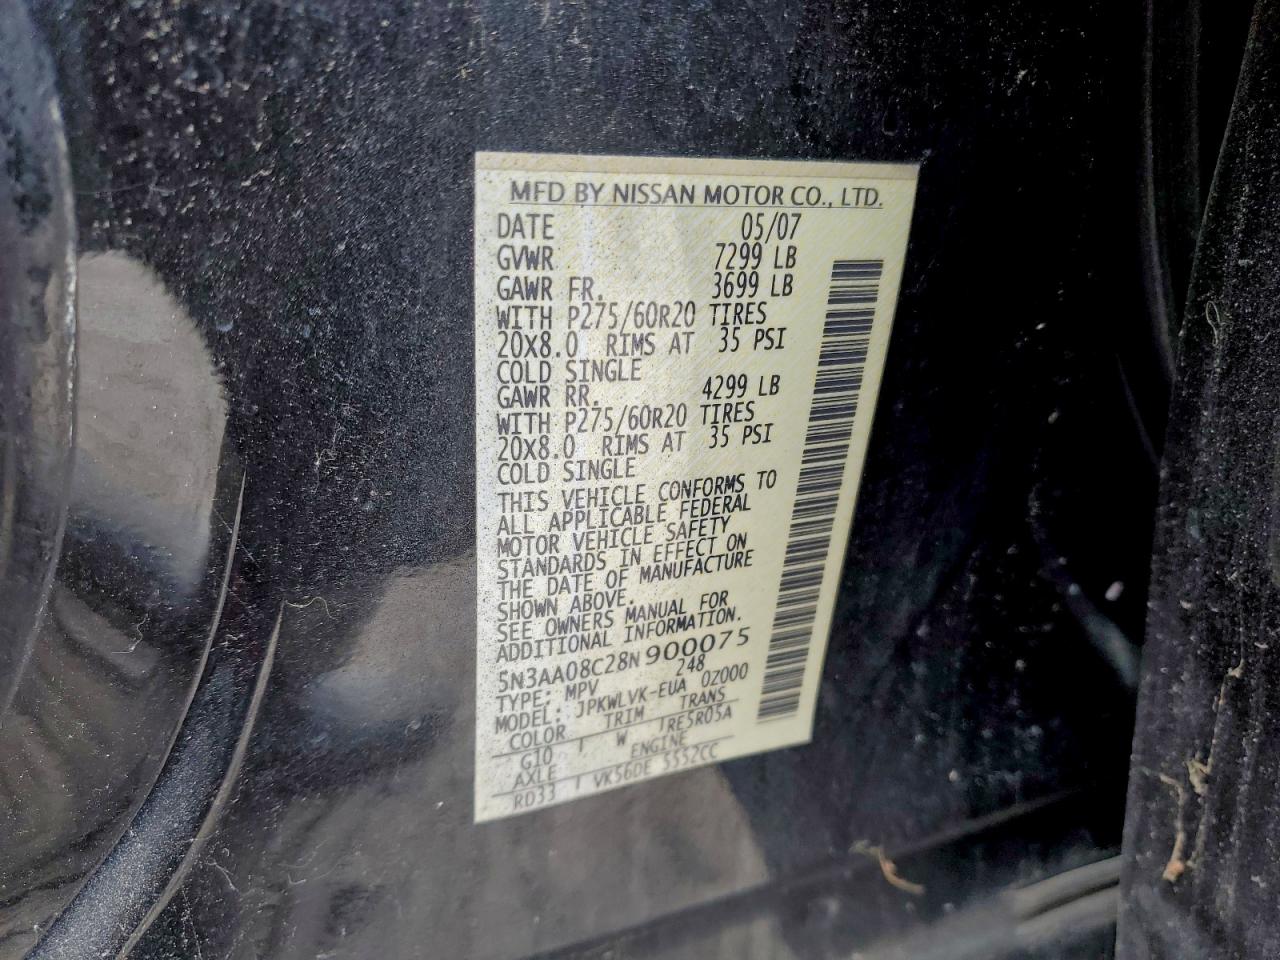 MFD BY NISSAN MOTOR CO., LTD.
DATE 05/07
GVWR 7299 LB
GAWR FR. 3699 LB
WITH P275/60R20 TIRES
20X8.0 RIMS AT 35 PSI
COLD SINGLE
GAWR RR. 4299 LB
WITH P275/60R20 TIRES
20X8.0 RIMS AT 35 PSI
COLD SINGLE
THIS VEHICLE CONFORMS TO
ALL APPLICABLE FEDERAL
MOTOR VEHICLE SAFETY
STANDARDS IN EFFECT ON
THE DATE OF MANUFACTURE
SHOWN ABOVE.
SEE OWNERS MANUAL FOR
ADDITIONAL INFORMATION.
5N3AA08C28N900075
TYPE: MPV 248
MODEL: JPKWLVK-EUA 0Z000
COLOR TRIM TRANS
G10 W TRE5R05A
AXLE ENGINE
RD33 VK56DE 5552CC